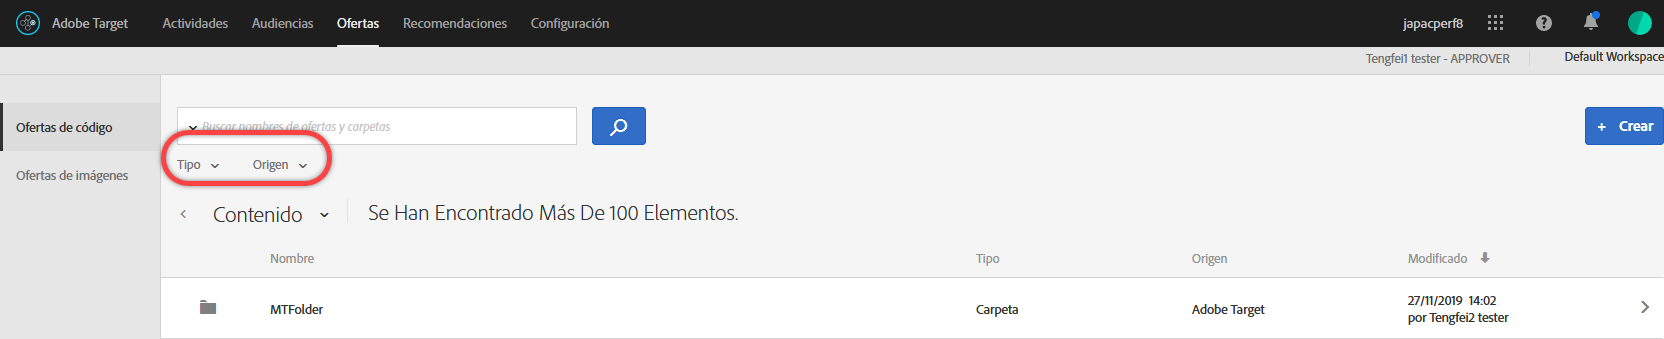 Adobe Target Actividades Audiencias Ofertas Recomendaciones Configuración japacperf8
Tengfei1 tester - APPROVER Default Workspace
Ofertas de código
Ofertas de imágenes
Buscar nombres de ofertas y carpetas
+ Crear
Tipo Origen
Contenido Se Han Encontrado Más De 100 Elementos.
Nombre Tipo Origen Modificado
MTFolder Carpeta Adobe Target 27/11/2019 14:02
por Tengfei2 tester